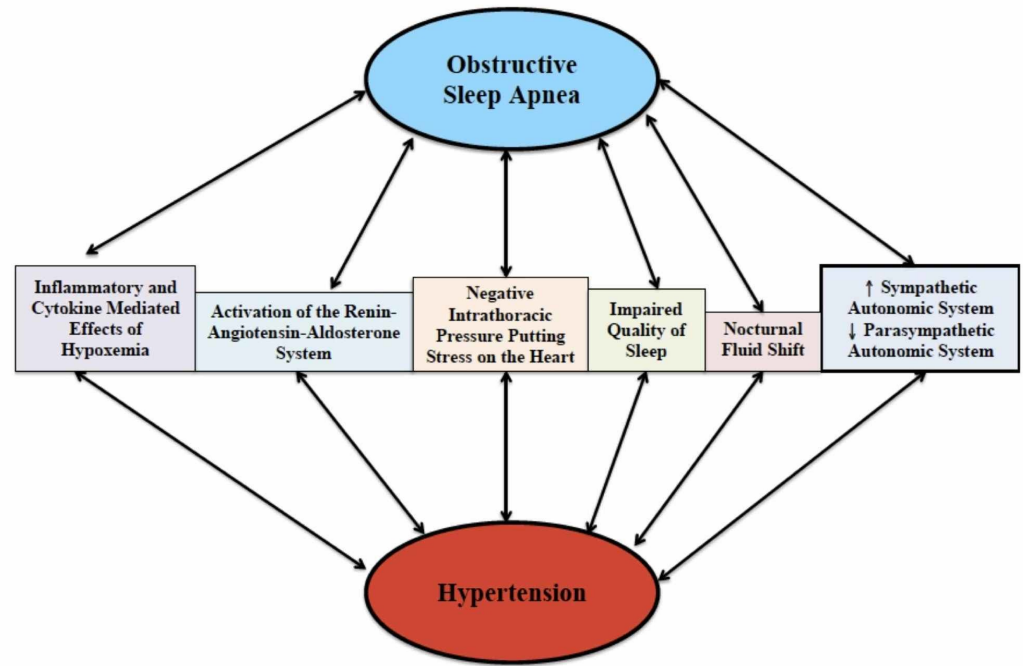 Obstructive
Sleep Apnea
Inflammatory and
Cytokine Mediated
Effects of
Hypoxemia
Activation of the Renin-
Angiotensin-Aldosterone
System
Negative
Intrathoracic
Pressure Putting
Stress on the Heart
Impaired
Quality of
Sleep
Nocturnal
Fluid Shift
↑ Sympathetic
Autonomic System
↓ Parasympathetic
Autonomic System
Hypertension